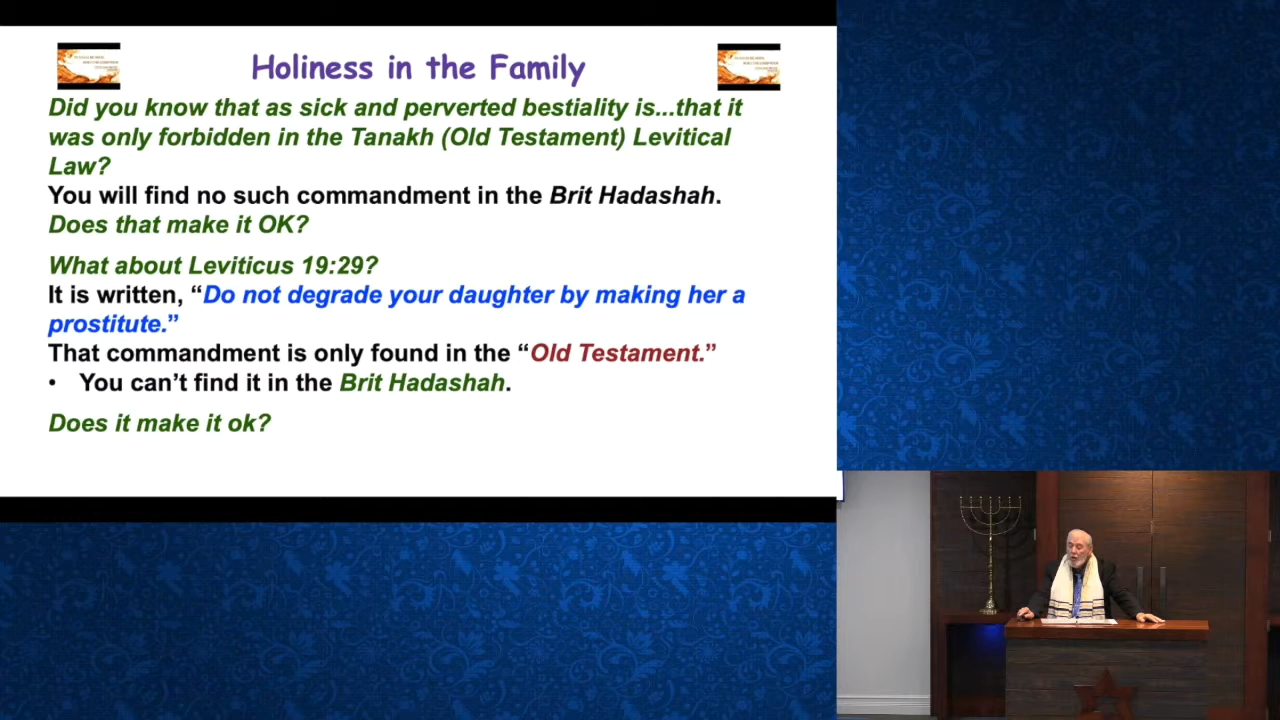 Holiness in the Family
Did you know that as sick and perverted bestiality is...that it
was only forbidden in the Tanakh (Old Testament) Levitical
Law?
You will find no such commandment in the Brit Hadashah.
Does that make it OK?
What about Leviticus 19:29?
It is written, “Do not degrade your daughter by making her a
prostitute.”
That commandment is only found in the “Old Testament.”
• You can’t find it in the Brit Hadashah.
Does it make it ok?